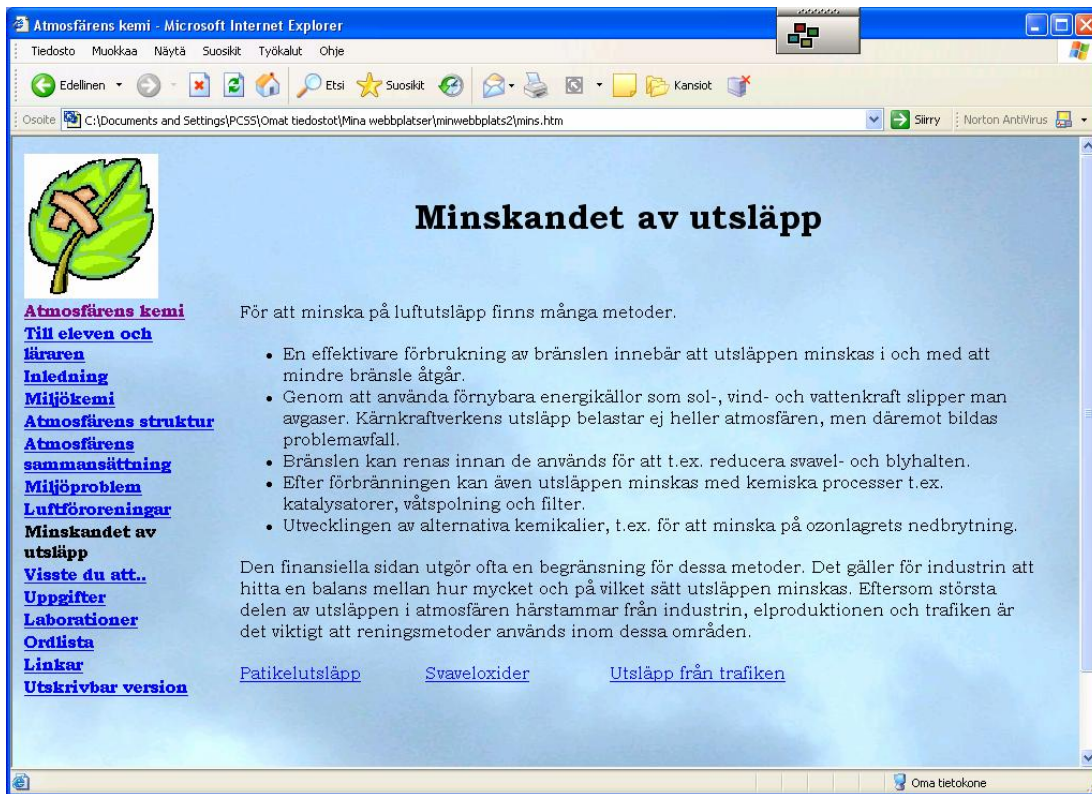 Atmosfärens kemi - Microsoft Internet Explorer
Tiedosto Muokkaa Näytä Suosikit Työkalut Ohje
Edellinen Etsi Suosikit Kansiot
Osoite C:\Documents and Settings\PCSS\Omat tiedostot\Mina webbplatser\minwebbplats2\mins.htm Siirry Norton AntiVirus
Minskandet av utsläpp
Atmosfärens kemi
Till eleven och
läraren
Inledning
Miljökemi
Atmosfärens struktur
Atmosfärens
sammansättning
Miljöproblem
Luftföroreningar
Minskandet av
utsläpp
Visste du att..
Uppgifter
Laborationer
Ordlista
Linkar
Utskrivbar version
För att minska på luftutsläpp finns många metoder.
• En effektivare förbrukning av bränslen innebär att utsläppen minskas i och med att
mindre bränsle åtgår.
• Genom att använda förnybara energikällor som sol-, vind- och vattenkraft slipper man
avgaser. Kärnkraftverkens utsläpp belastar ej heller atmosfären, men däremot bildas
problemavfall.
• Bränslen kan renas innan de används för att t.ex. reducera svavel- och blyhalten.
• Efter förbränningen kan även utsläppen minskas med kemiska processer t.ex.
katalysatorer, våtspolning och filter.
• Utvecklingen av alternativa kemikalier, t.ex. för att minska på ozonlagrets nedbrytning.
Den finansiella sidan utgör ofta en begränsning för dessa metoder. Det gäller för industrin att
hitta en balans mellan hur mycket och på vilket sätt utsläppen minskas. Eftersom största
delen av utsläppen i atmosfären härstammar från industrin, elproduktionen och trafiken är
det viktigt att reningsmetoder används inom dessa områden.
Patikelutsläpp Svaveloxider Utsläpp från trafiken
Oma tietokone